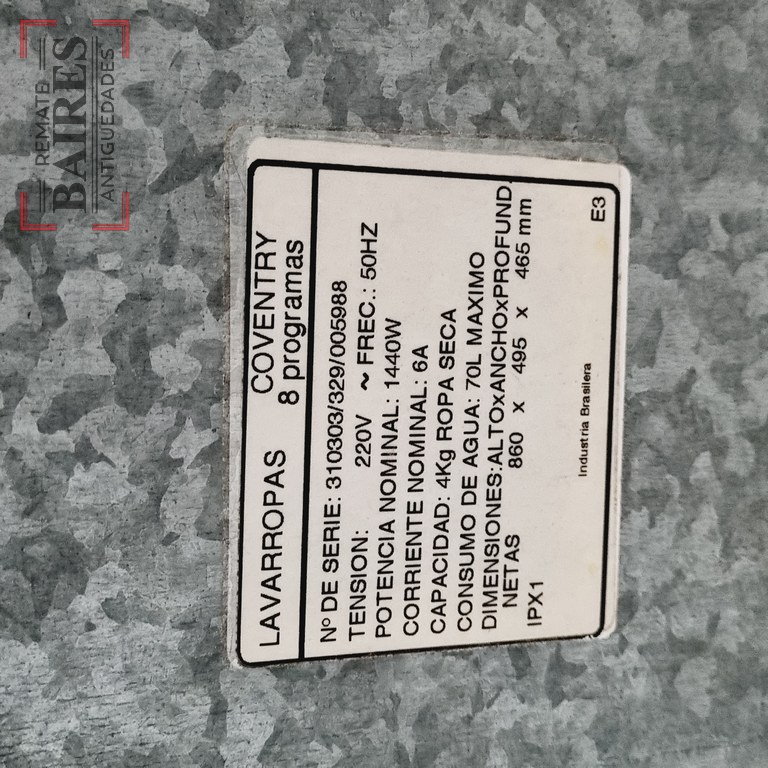 REMATE
BAIRES
ANTIGUEDADES
LAVARROPAS COVENTRY
8 programas
Nº DE SERIE: 310303/329/005988
TENSION: 220V ~ FREC.: 50HZ
POTENCIA NOMINAL: 1440W
CORRIENTE NOMINAL: 6A
CAPACIDAD: 4Kg ROPA SECA
CONSUMO DE AGUA: 70L MAXIMO
DIMENSIONES:ALTOxANCHOxPROFUND.
NETAS 860 x 495 x 465 mm
IPX1
Industria Brasilera
E3